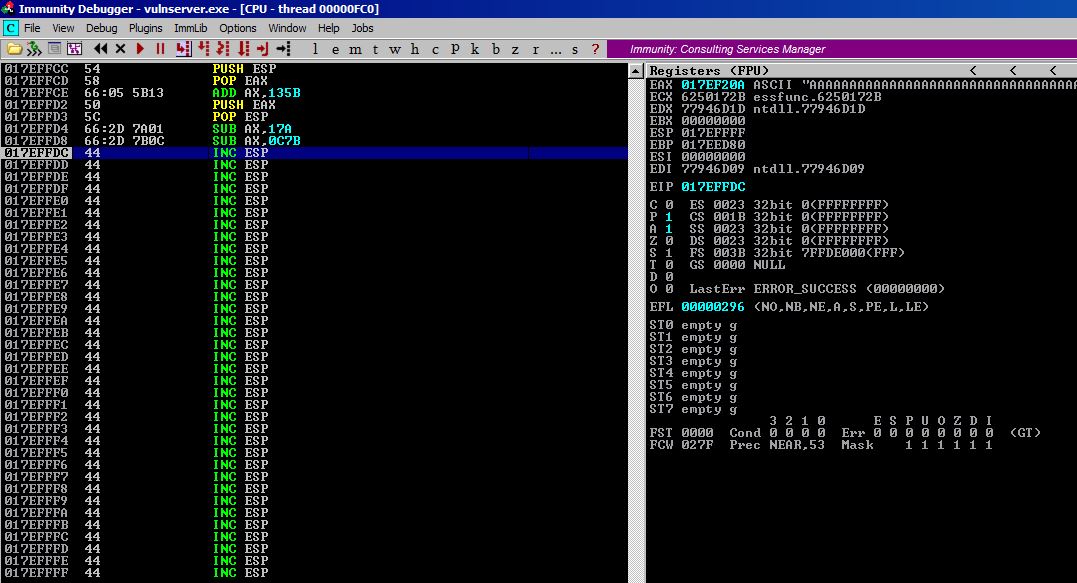 Immunity Debugger - vulnserver.exe - [CPU - thread 00000FC0]
C File View Debug Plugins ImmLib Options Window Help Jobs
l e m t w h c P k b z r ... s ? Immunity: Consulting Services Manager
017EFFCC 54 PUSH ESP
017EFFCD 58 POP EAX
017EFFCE 66:05 5B13 ADD AX,135B
017EFFD2 50 PUSH EAX
017EFFD3 5C POP ESP
017EFFD4 66:2D 7A01 SUB AX,17A
017EFFD8 66:2D 7B0C SUB AX,0C7B
017EFFDC 44 INC ESP
017EFFDD 44 INC ESP
017EFFDE 44 INC ESP
017EFFDF 44 INC ESP
017EFFE0 44 INC ESP
017EFFE1 44 INC ESP
017EFFE2 44 INC ESP
017EFFE3 44 INC ESP
017EFFE4 44 INC ESP
017EFFE5 44 INC ESP
017EFFE6 44 INC ESP
017EFFE7 44 INC ESP
017EFFE8 44 INC ESP
017EFFE9 44 INC ESP
017EFFEA 44 INC ESP
017EFFEB 44 INC ESP
017EFFEC 44 INC ESP
017EFFED 44 INC ESP
017EFFEE 44 INC ESP
017EFFEF 44 INC ESP
017EFFF0 44 INC ESP
017EFFF1 44 INC ESP
017EFFF2 44 INC ESP
017EFFF3 44 INC ESP
017EFFF4 44 INC ESP
017EFFF5 44 INC ESP
017EFFF6 44 INC ESP
017EFFF7 44 INC ESP
017EFFF8 44 INC ESP
017EFFF9 44 INC ESP
017EFFFA 44 INC ESP
017EFFFB 44 INC ESP
017EFFFC 44 INC ESP
017EFFFD 44 INC ESP
017EFFFE 44 INC ESP
017EFFFF 44 INC ESP
Registers (FPU) < < <
EAX 017EF20A ASCII "AAAAAAAAAAAAAAAAAAAAAAAAAAAAAAAAAA
ECX 6250172B essfunc.6250172B
EDX 77946D1D ntdll.77946D1D
EBX 00000000
ESP 017EFFFF
EBP 017EED80
ESI 00000000
EDI 77946D09 ntdll.77946D09
EIP 017EFFDC
C 0 ES 0023 32bit 0(FFFFFFFF)
P 1 CS 001B 32bit 0(FFFFFFFF)
A 1 SS 0023 32bit 0(FFFFFFFF)
Z 0 DS 0023 32bit 0(FFFFFFFF)
S 1 FS 003B 32bit 7FFDE000(FFF)
T 0 GS 0000 NULL
D 0
O 0 LastErr ERROR_SUCCESS (00000000)
EFL 00000296 (NO,NB,NE,A,S,PE,L,LE)
ST0 empty g
ST1 empty g
ST2 empty g
ST3 empty g
ST4 empty g
ST5 empty g
ST6 empty g
ST7 empty g
3 2 1 0 E S P U O Z D I
FST 0000 Cond 0 0 0 0 Err 0 0 0 0 0 0 0 0 (GT)
FCW 027F Prec NEAR,53 Mask 1 1 1 1 1 1